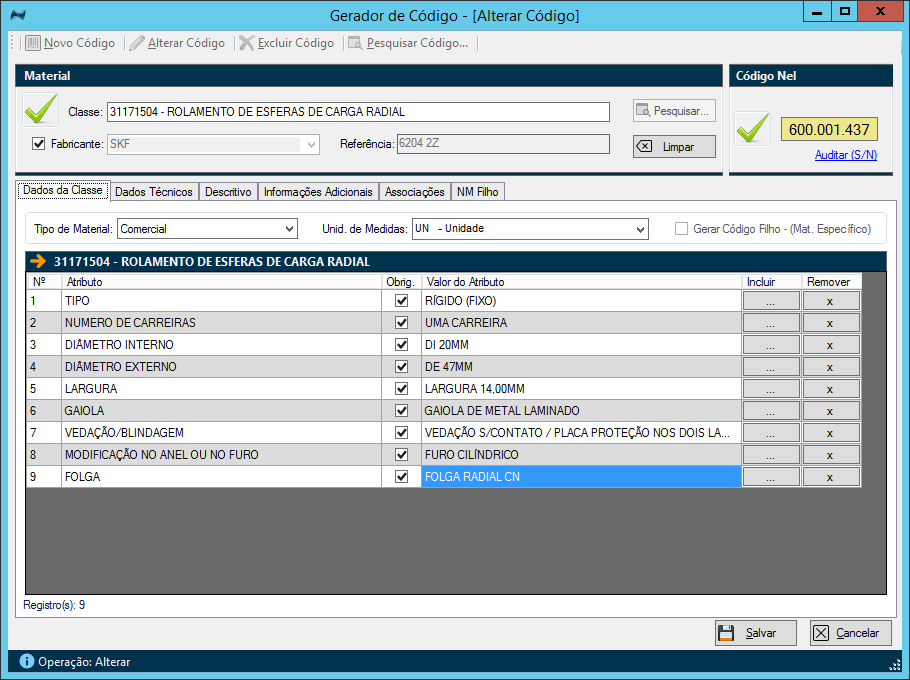 Gerador de Código - [Alterar Código]
Novo Código Alterar Código Excluir Código Pesquisar Código...
Material
Classe: 31171504 - ROLAMENTO DE ESFERAS DE CARGA RADIAL Pesquisar...
Fabricante: SKF Referência: 6204 2Z Limpar
Código Nel
600.001.437
Auditar (S/N)
Dados da Classe Dados Técnicos Descritivo Informações Adicionais Associações NM Filho
Tipo de Material: Comercial Unid. de Medidas: UN - Unidade Gerar Código Filho - (Mat. Específico)
31171504 - ROLAMENTO DE ESFERAS DE CARGA RADIAL
Nº Atributo Obrig. Valor do Atributo Incluir Remover
1 TIPO RÍGIDO (FIXO) ... x
2 NUMERO DE CARREIRAS UMA CARREIRA ... x
3 DIÂMETRO INTERNO DI 20MM ... x
4 DIÂMETRO EXTERNO DE 47MM ... x
5 LARGURA LARGURA 14,00MM ... x
6 GAIOLA GAIOLA DE METAL LAMINADO ... x
7 VEDAÇÃO/BLINDAGEM VEDAÇÃO S/CONTATO / PLACA PROTEÇÃO NOS DOIS LA... ... x
8 MODIFICAÇÃO NO ANEL OU NO FURO FURO CILÍNDRICO ... x
9 FOLGA FOLGA RADIAL CN ... x
Registro(s): 9
Salvar Cancelar
Operação: Alterar